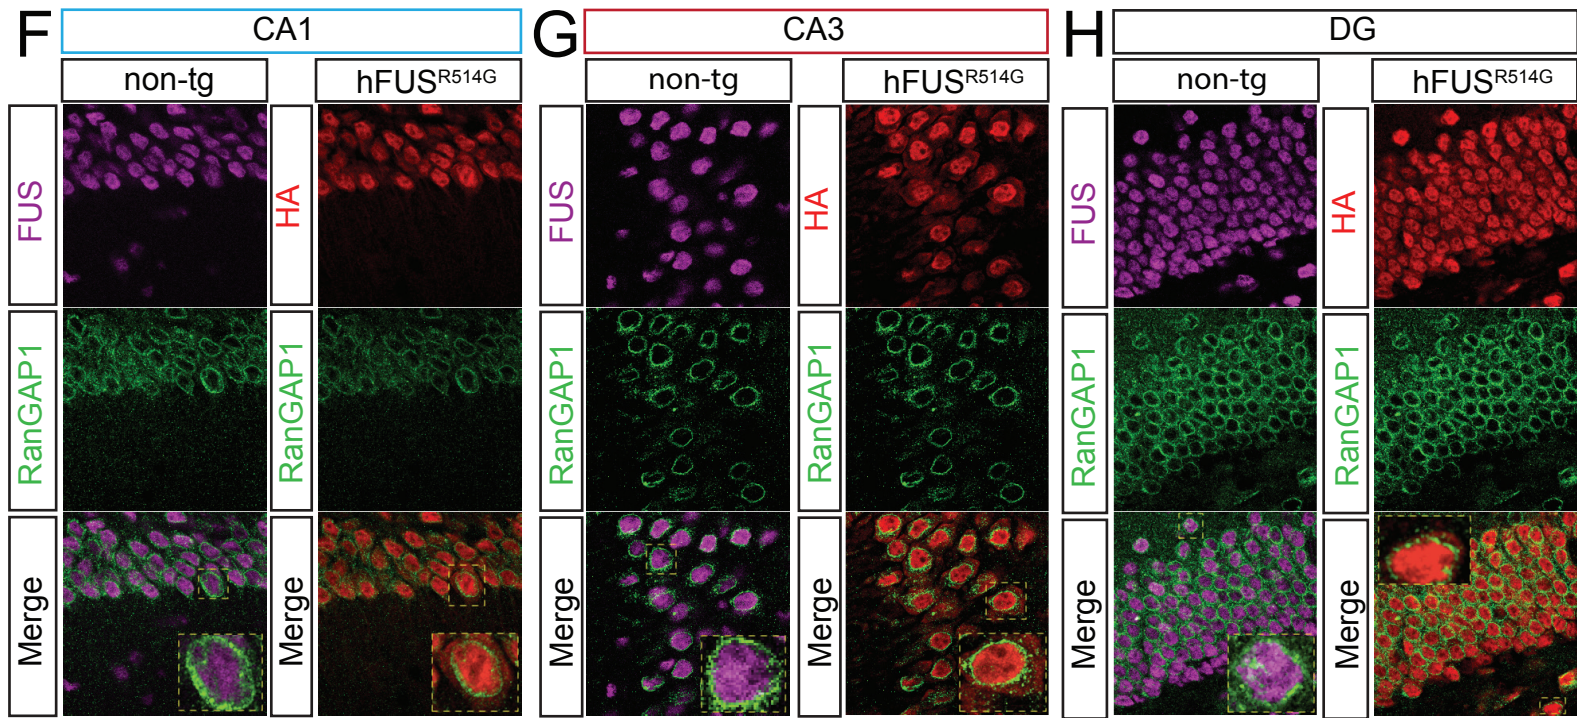 F
CA1
non-tg
hFUSR514G
FUS
HA
RanGAP1
RanGAP1
Merge
Merge
G
CA3
non-tg
hFUSR514G
FUS
HA
RanGAP1
RanGAP1
Merge
Merge
H
DG
non-tg
hFUSR514G
FUS
HA
RanGAP1
RanGAP1
Merge
Merge